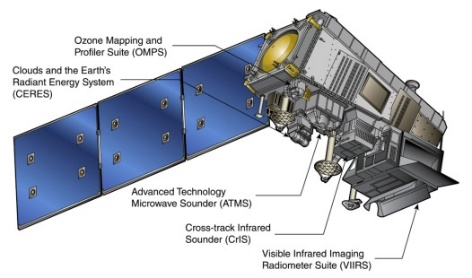 Ozone Mapping and
Profiler Suite (OMPS)
Clouds and the Earth's
Radiant Energy System
(CERES)
Advanced Technology
Microwave Sounder (ATMS)
Cross-track Infrared
Sounder (CrIS)
Visible Infrared Imaging
Radiometer Suite (VIIRS)